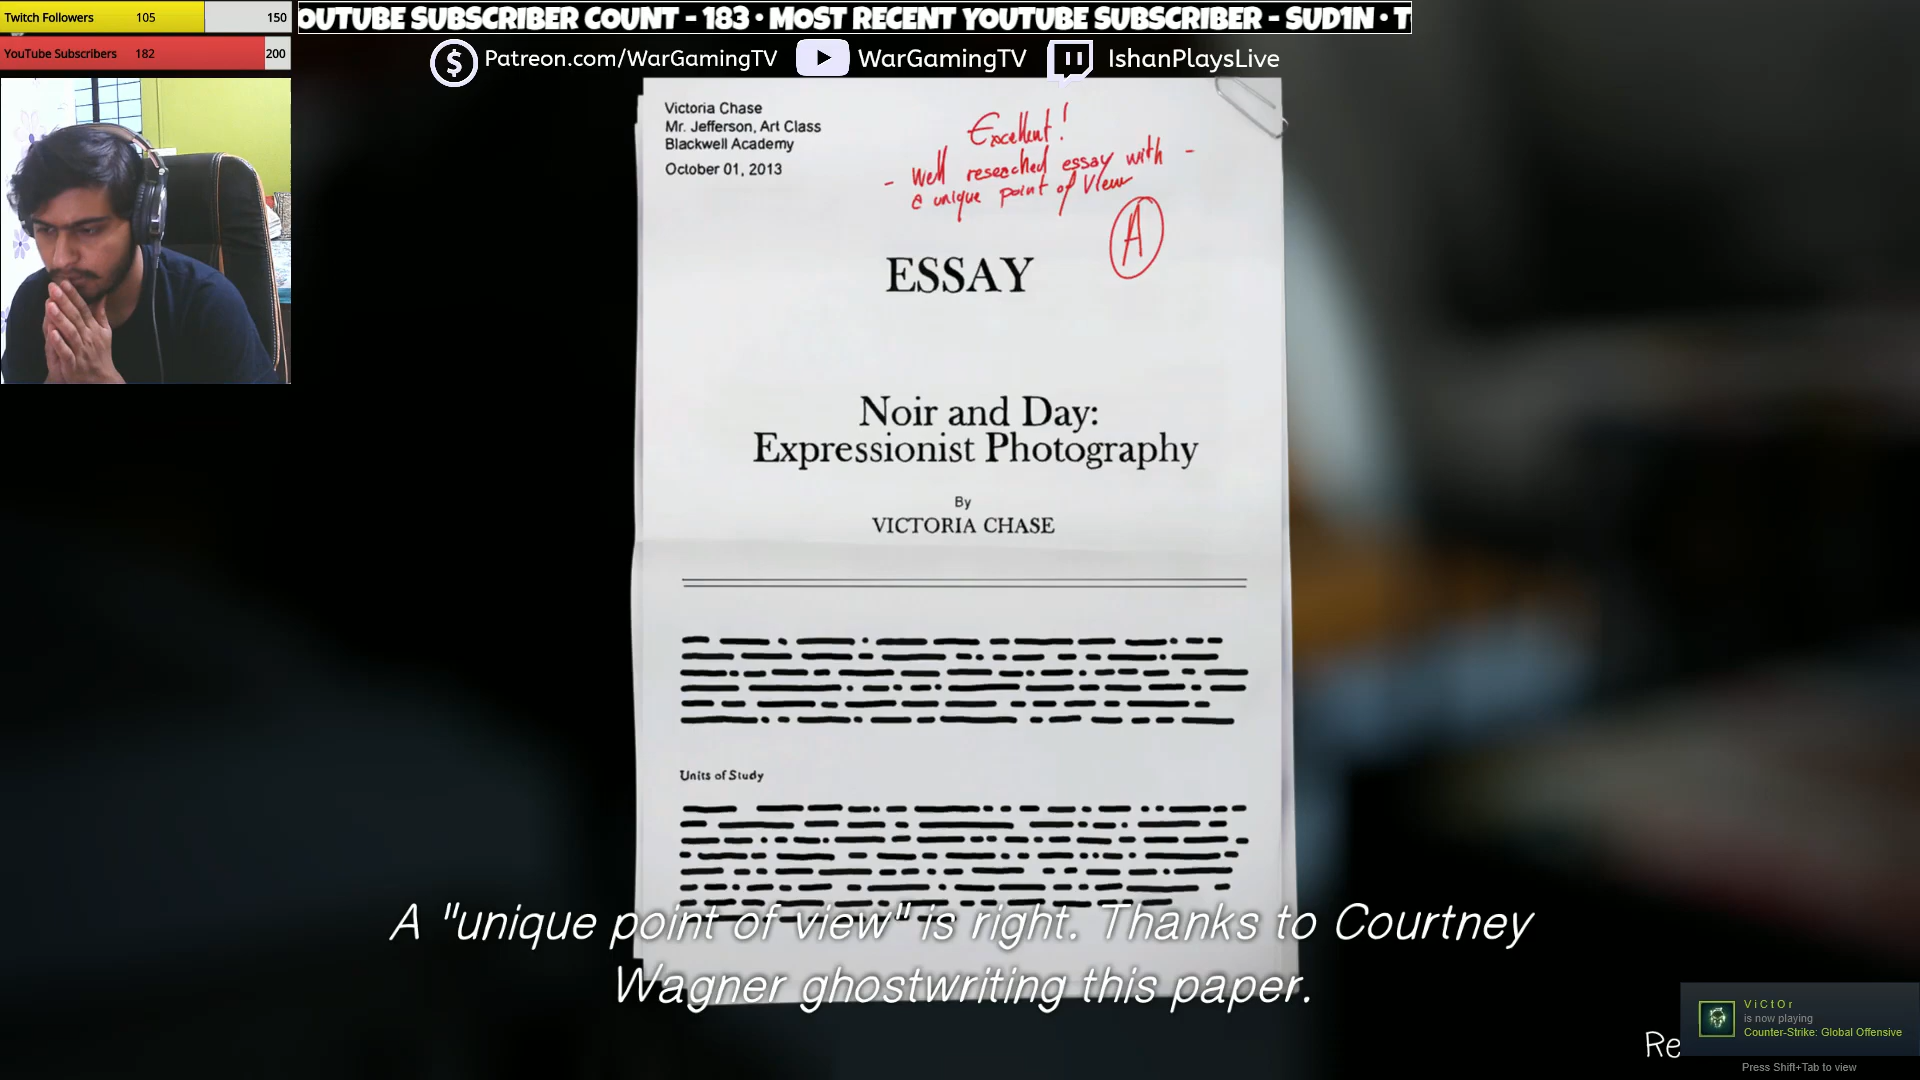 Twitch Followers 105 150
OUTUBE SUBSCRIBER COUNT - 183 • MOST RECENT YOUTUBE SUBSCRIBER - SUD1N • T
YouTube Subscribers 182 200
Patreon.com/WarGamingTV WarGamingTV IshanPlaysLive
Victoria Chase
Mr. Jefferson, Art Class
Blackwell Academy
October 01, 2013
Excellent!
- Well reseached essay with -
a unique point of View
A
ESSAY
Noir and Day:
Expressionist Photography
By
VICTORIA CHASE
Units of Study
A "unique point of view" is right. Thanks to Courtney
Wagner ghostwriting this paper.
Re
ViCtOr
is now playing
Counter-Strike: Global Offensive
Press Shift+Tab to view